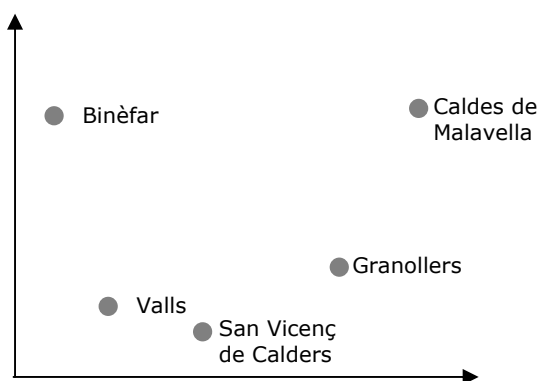 Binèfar
Caldes de
Malavella
Granollers
Valls
San Vicenç
de Calders